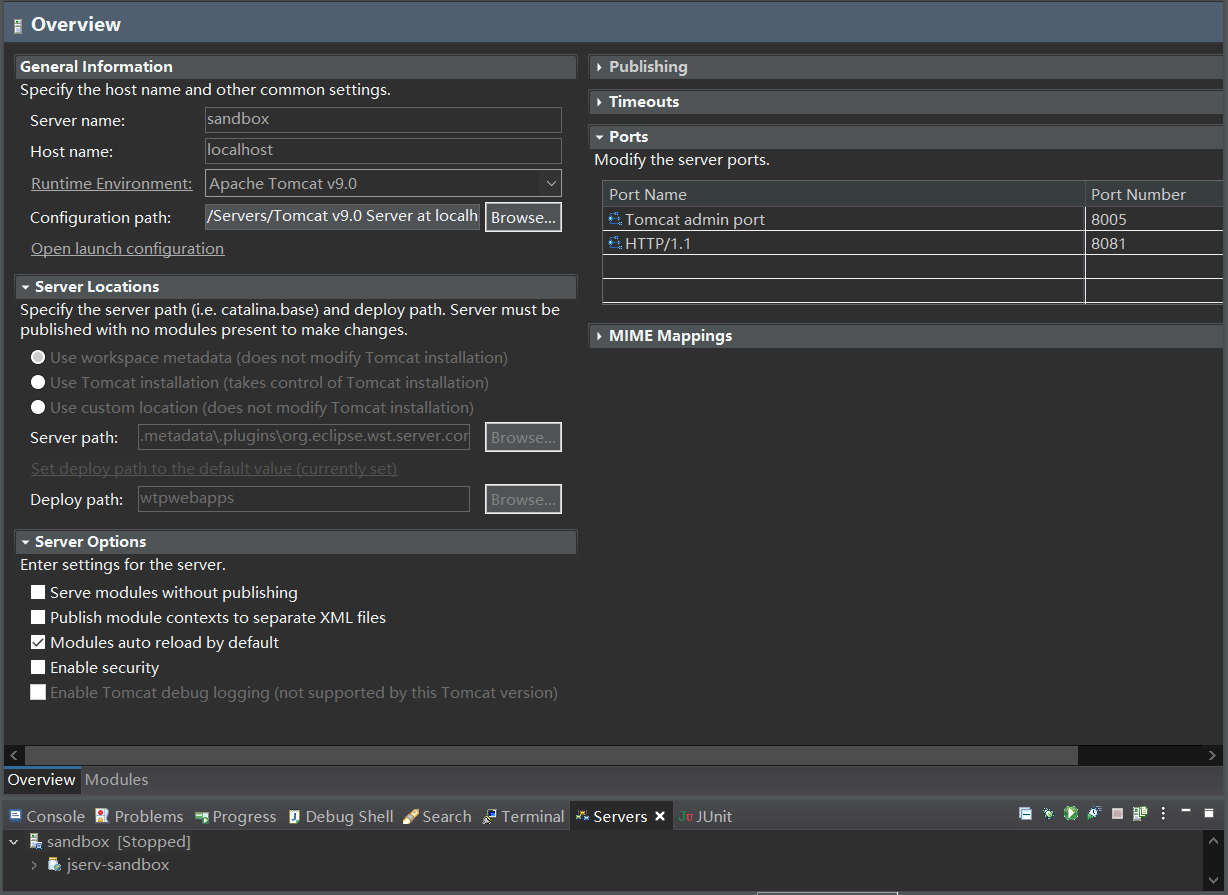 Overview
General Information
Specify the host name and other common settings.
Server name: sandbox
Host name: localhost
Runtime Environment: Apache Tomcat v9.0
Configuration path: /Servers/Tomcat v9.0 Server at localh Browse...
Open launch configuration
Server Locations
Specify the server path (i.e. catalina.base) and deploy path. Server must be
published with no modules present to make changes.
Use workspace metadata (does not modify Tomcat installation)
Use Tomcat installation (takes control of Tomcat installation)
Use custom location (does not modify Tomcat installation)
Server path: .metadata\.plugins\org.eclipse.wst.server.cor Browse...
Set deploy path to the default value (currently set)
Deploy path: wtpwebapps Browse...
Server Options
Enter settings for the server.
Serve modules without publishing
Publish module contexts to separate XML files
Modules auto reload by default
Enable security
Enable Tomcat debug logging (not supported by this Tomcat version)
Publishing
Timeouts
Ports
Modify the server ports.
Port Name Port Number
Tomcat admin port 8005
HTTP/1.1 8081
MIME Mappings
Overview Modules
Console Problems Progress Debug Shell Search Terminal Servers Ju JUnit
sandbox [Stopped]
jserv-sandbox